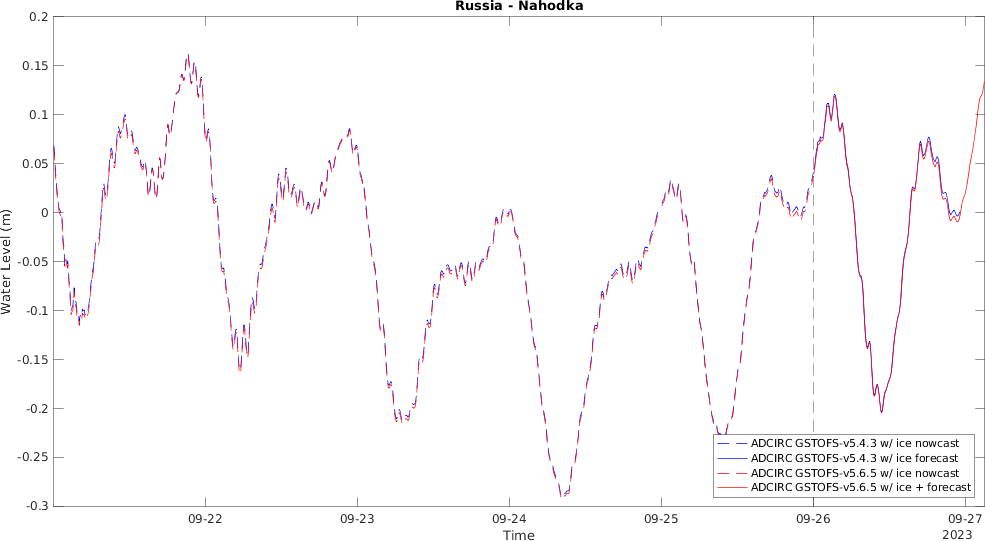 Russia - Nahodka
0.2
0.15
0.1
0.05
0
-0.05
-0.1
-0.15
-0.2
-0.25
-0.3
Water Level (m)
ADCIRC GSTOFS-v5.4.3 w/ ice nowcast
ADCIRC GSTOFS-v5.4.3 w/ ice forecast
ADCIRC GSTOFS-v5.6.5 w/ ice nowcast
ADCIRC GSTOFS-v5.6.5 w/ ice + forecast
09-22 09-23 09-24 09-25 09-26 09-27
Time 2023